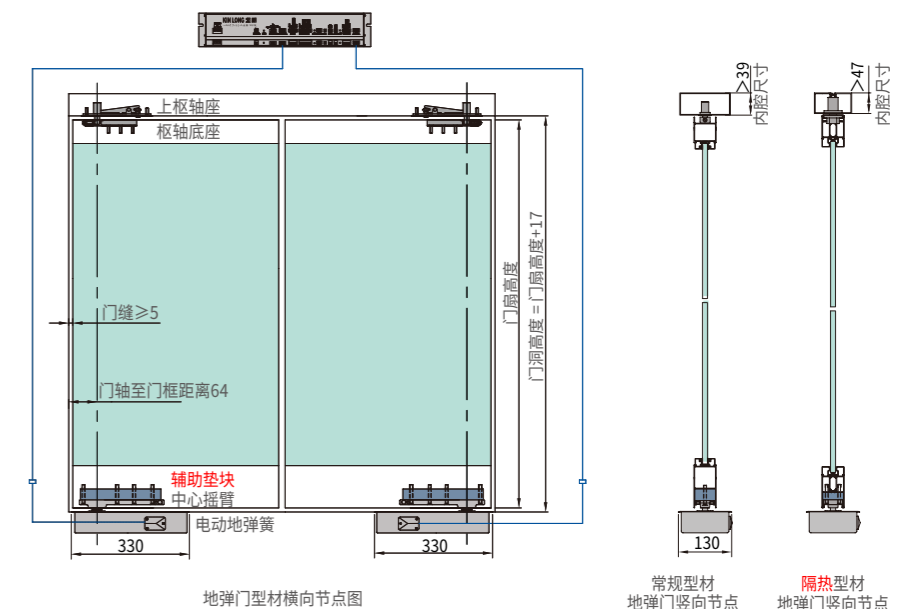 KIN LONG 坚朗
上枢轴座
枢轴底座
门缝≥5
门轴至门框距离64
辅助垫块
中心摇臂
电动地弹簧
330
330
门扇高度
门洞高度 = 门扇高度+17
地弹门型材横向节点图
>39
内腔尺寸
130
常规型材
地弹门竖向节点
>47
内腔尺寸
隔热型材
地弹门竖向节点